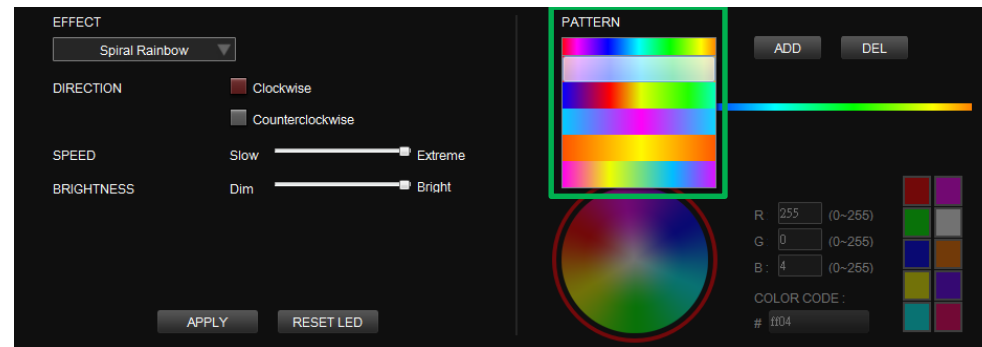 EFFECT
Spiral Rainbow
DIRECTION
Clockwise
Counterclockwise
SPEED
Slow
Extreme
BRIGHTNESS
Dim
Bright
APPLY
RESET LED
PATTERN
ADD
DEL
R 255 (0~255)
G 0 (0~255)
B: 4 (0~255)
COLOR CODE :
# ff04